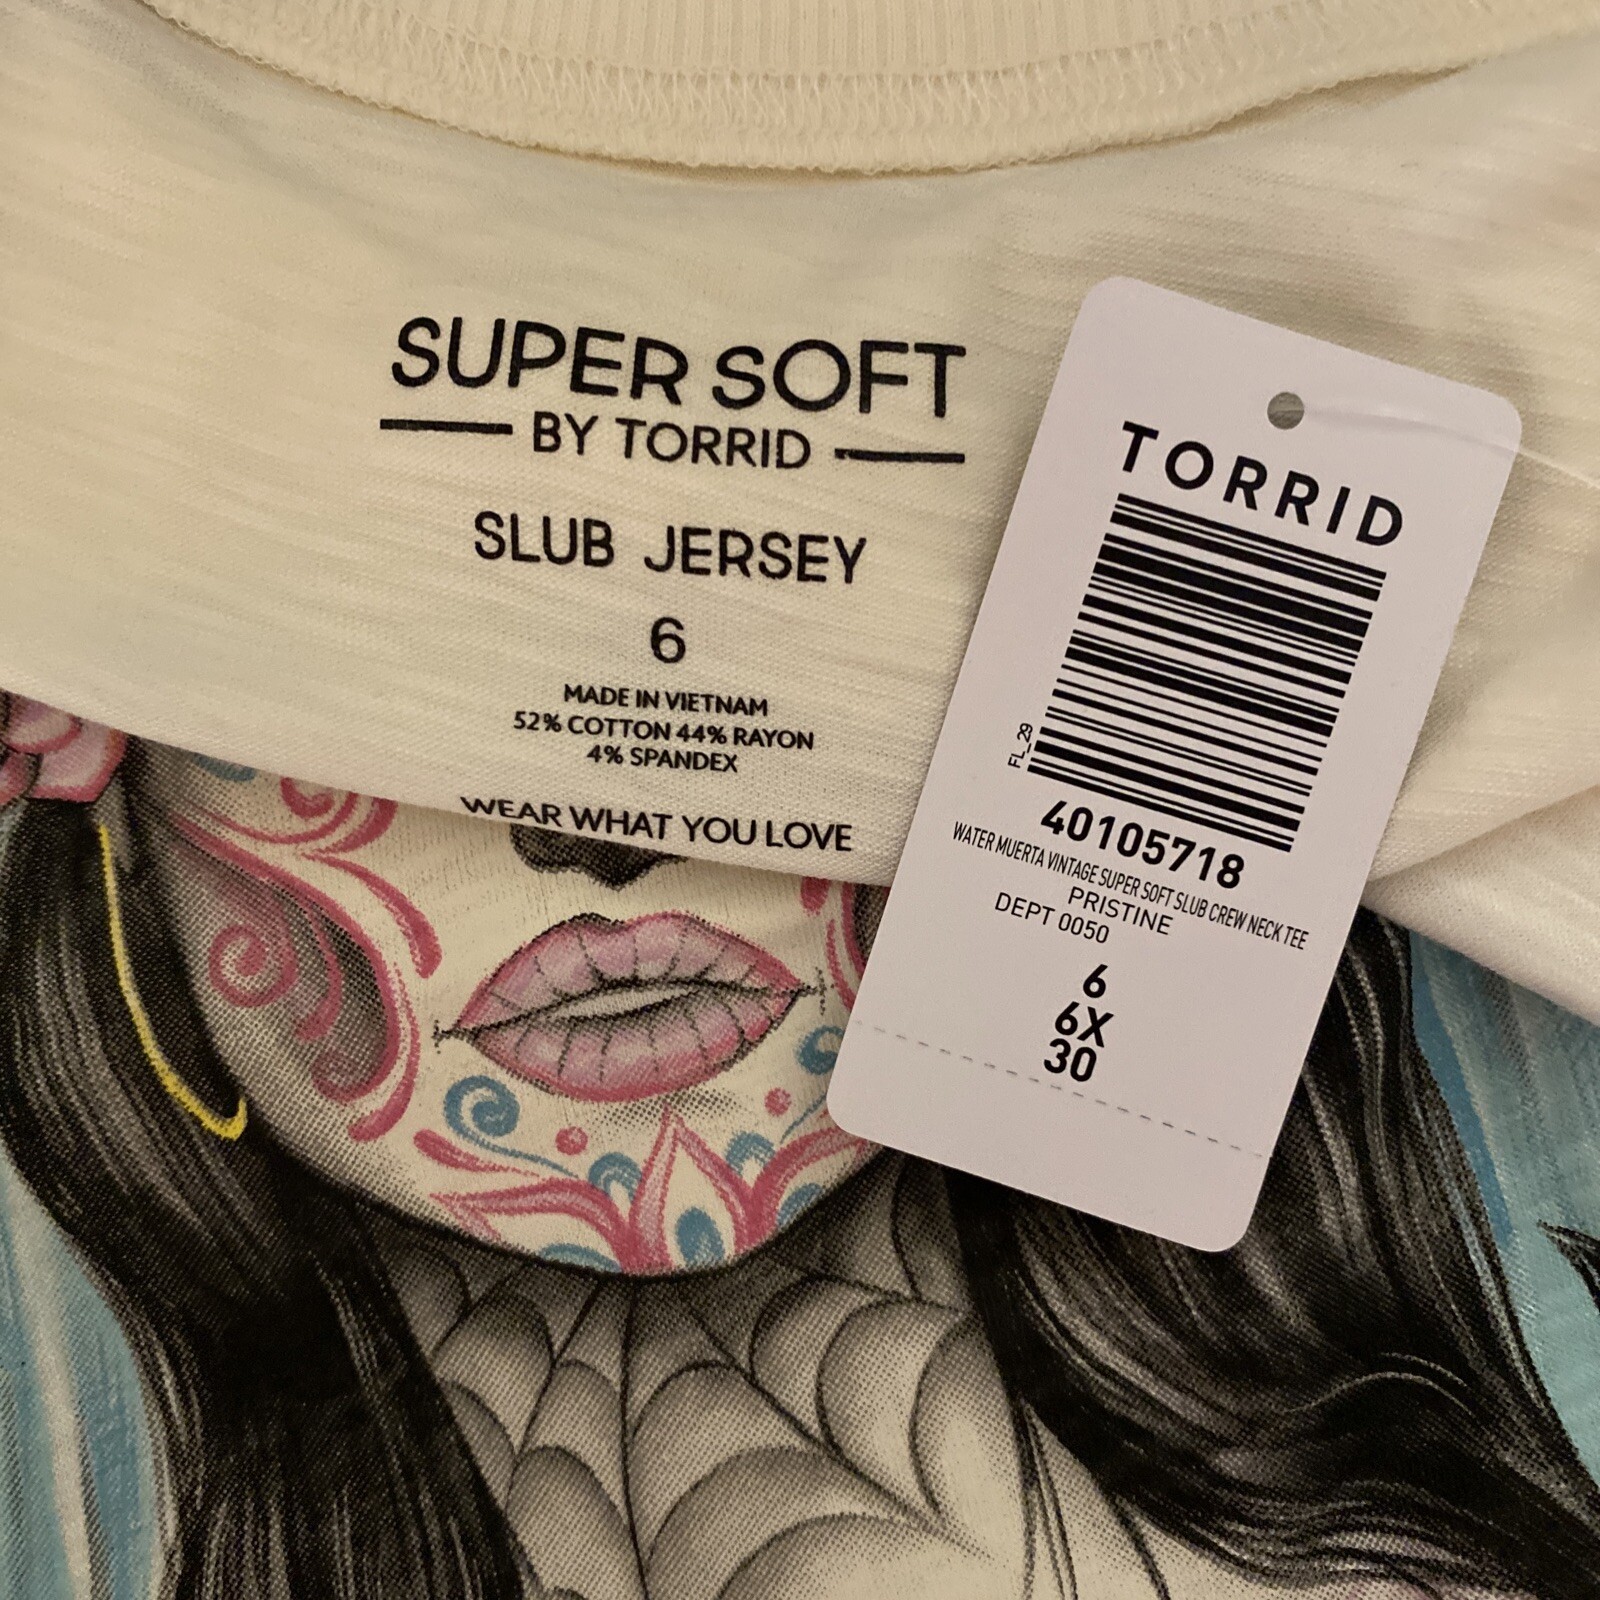 SUPER SOFT
BY TORRID
SLUB JERSEY
6
MADE IN VIETNAM
52% COTTON 44% RAYON
4% SPANDEX
WEAR WHAT YOU LOVE
TORRID
FL_29
40105718
WATER MUERTA VINTAGE SUPER SOFT SLUB CREW NECK TEE
PRISTINE
DEPT 0050
6
6X
30